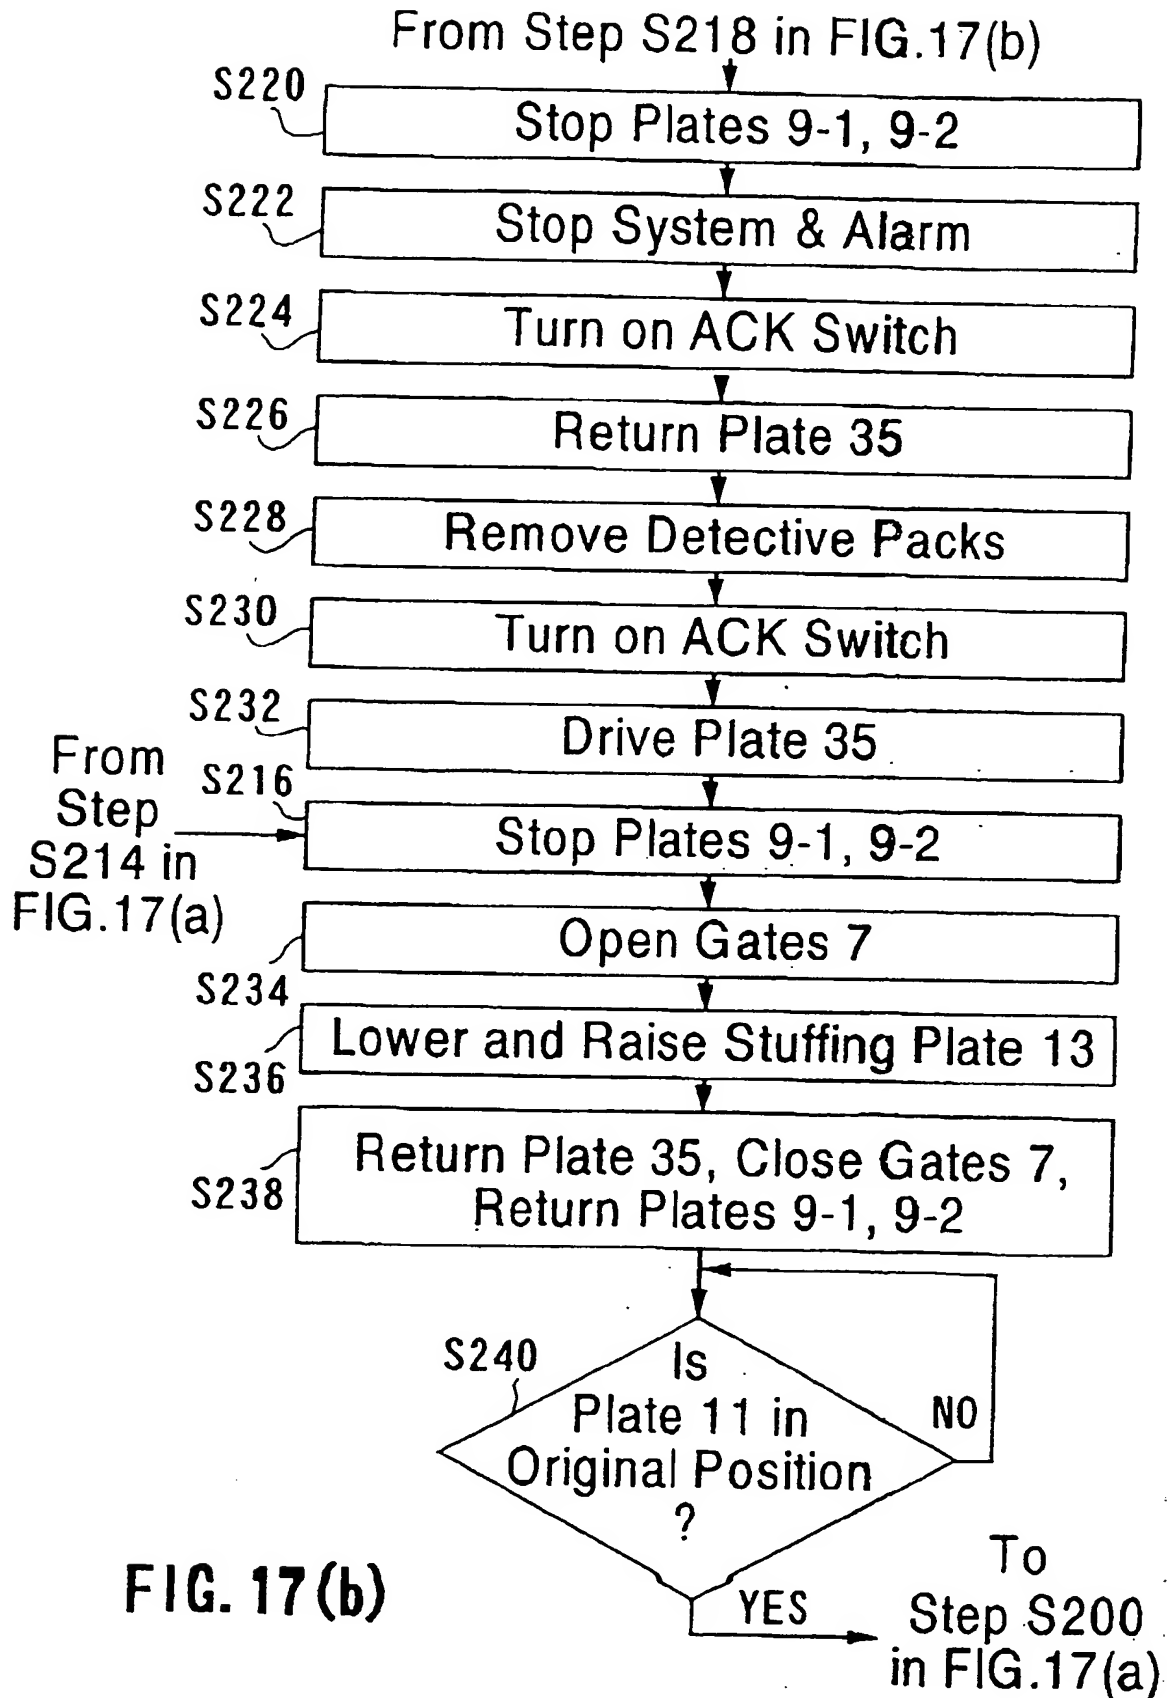 From Step S218 in FIG.17(b)
S220
Stop Plates 9-1, 9-2
S222
Stop System & Alarm
S224
Turn on ACK Switch
S226
Return Plate 35
S228
Remove Detective Packs
S230
Turn on ACK Switch
S232
Drive Plate 35
From
Step
S214 in
FIG.17(a)
S216
Stop Plates 9-1, 9-2
Open Gates 7
S234
Lower and Raise Stuffing Plate 13
S236
Return Plate 35, Close Gates 7,
Return Plates 9-1, 9-2
S238
S240
Is
Plate 11 in
Original Position
?
NO
YES
To
Step S200
in FIG.17(a)
FIG. 17(b)